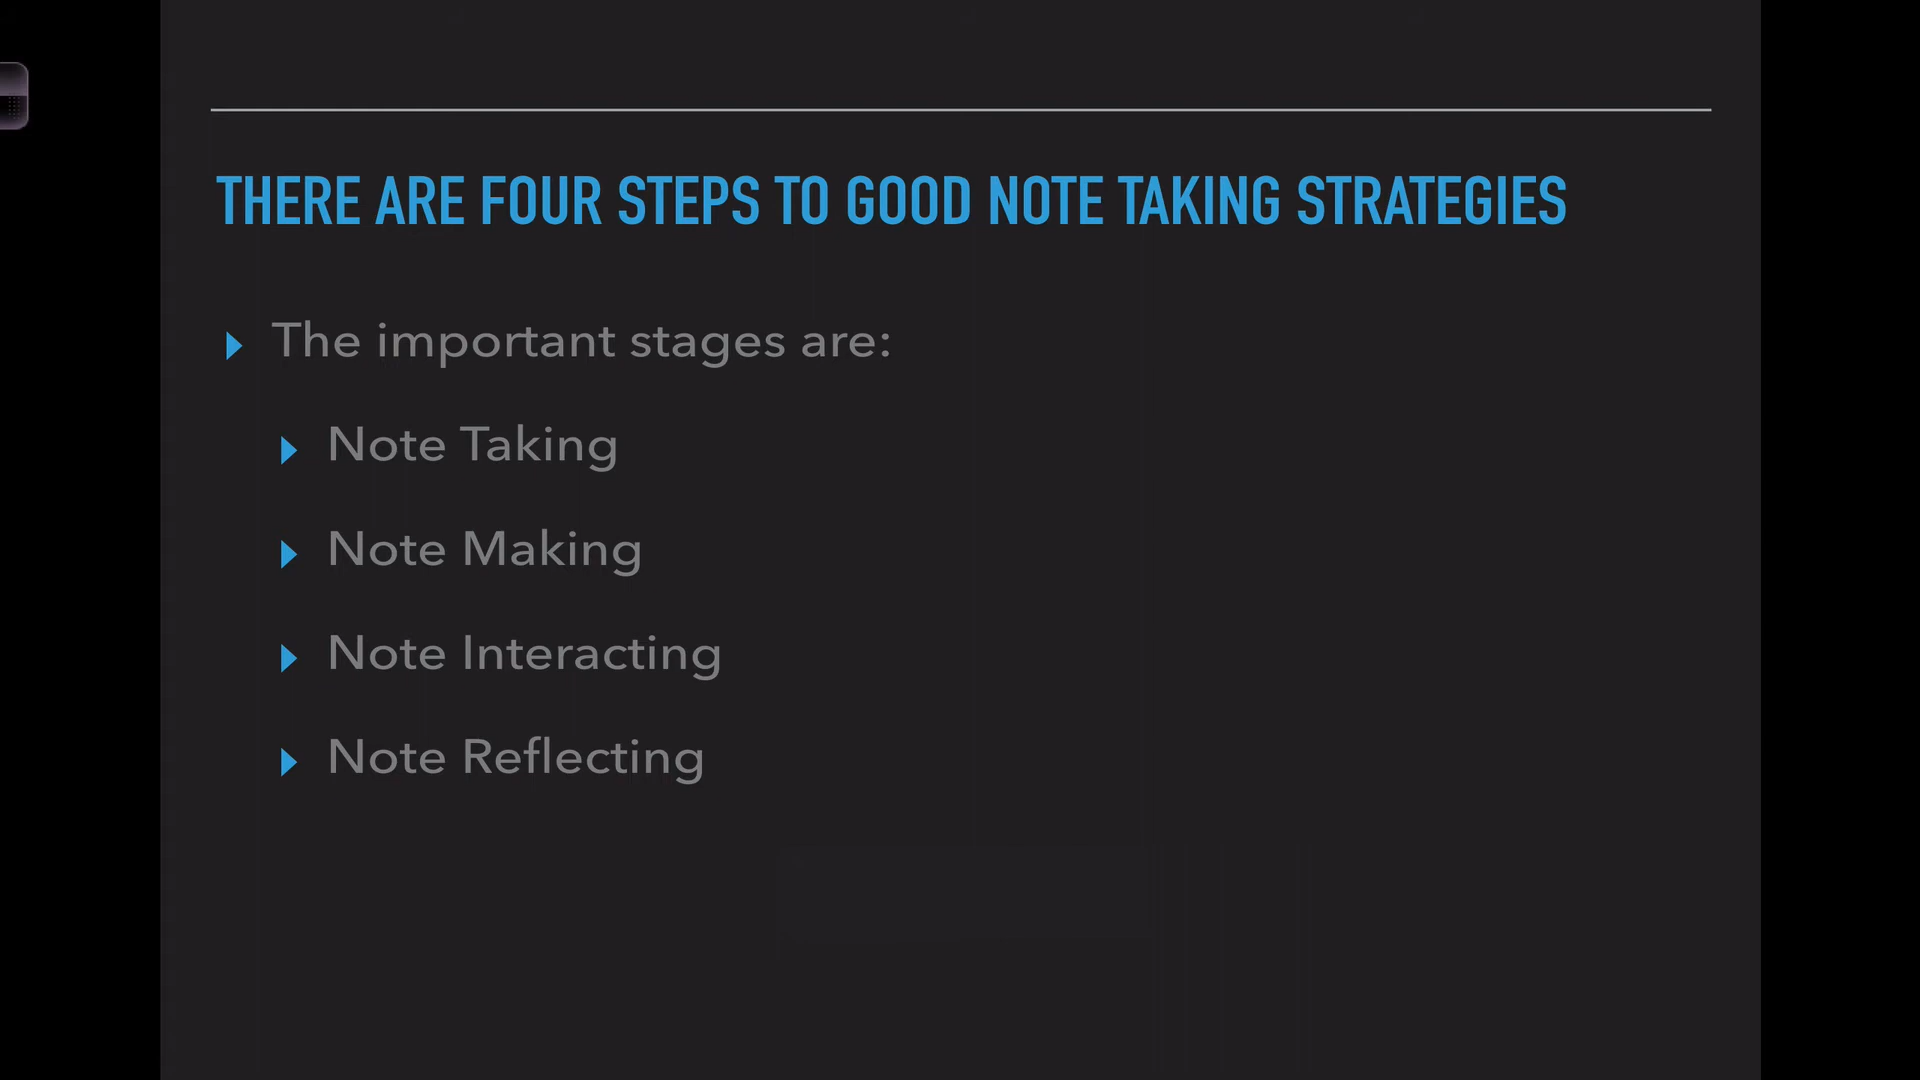 THERE ARE FOUR STEPS TO GOOD NOTE TAKING STRATEGIES
The important stages are:
Note Taking
Note Making
Note Interacting
Note Reflecting